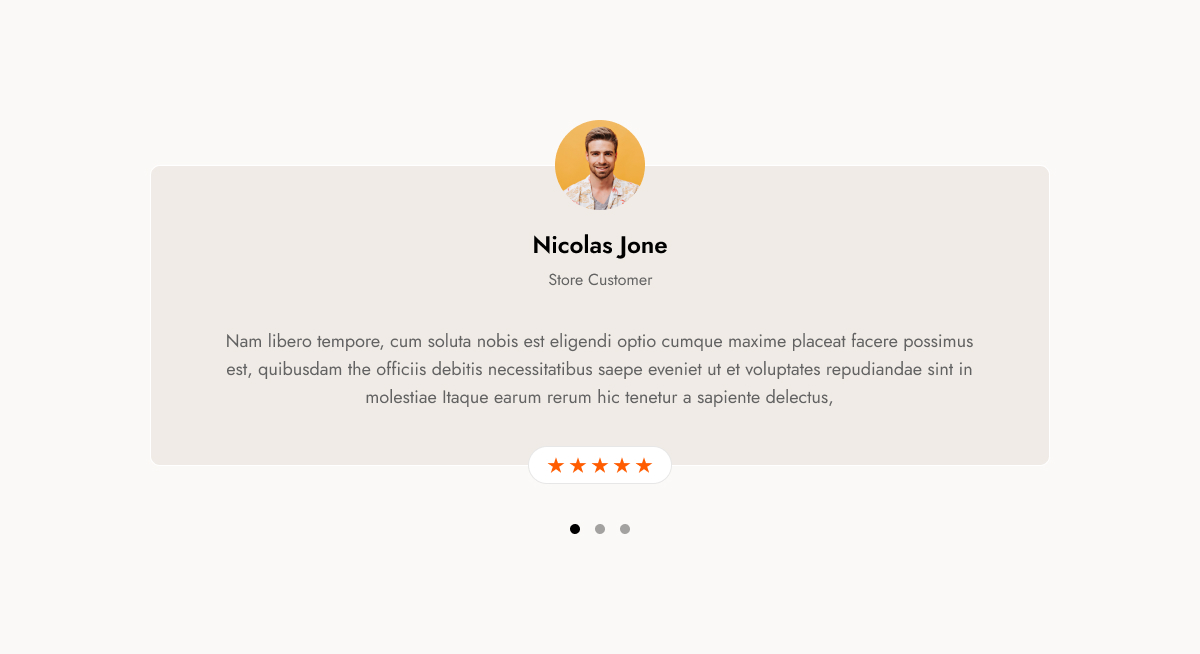 Nicolas Jone
Store Customer
Nam libero tempore, cum soluta nobis est eligendi optio cumque maxime placeat facere possimus
est, quibusdam the officiis debitis necessitatibus saepe eveniet ut et voluptates repudiandae sint in
molestiae Itaque earum rerum hic tenetur a sapiente delectus,